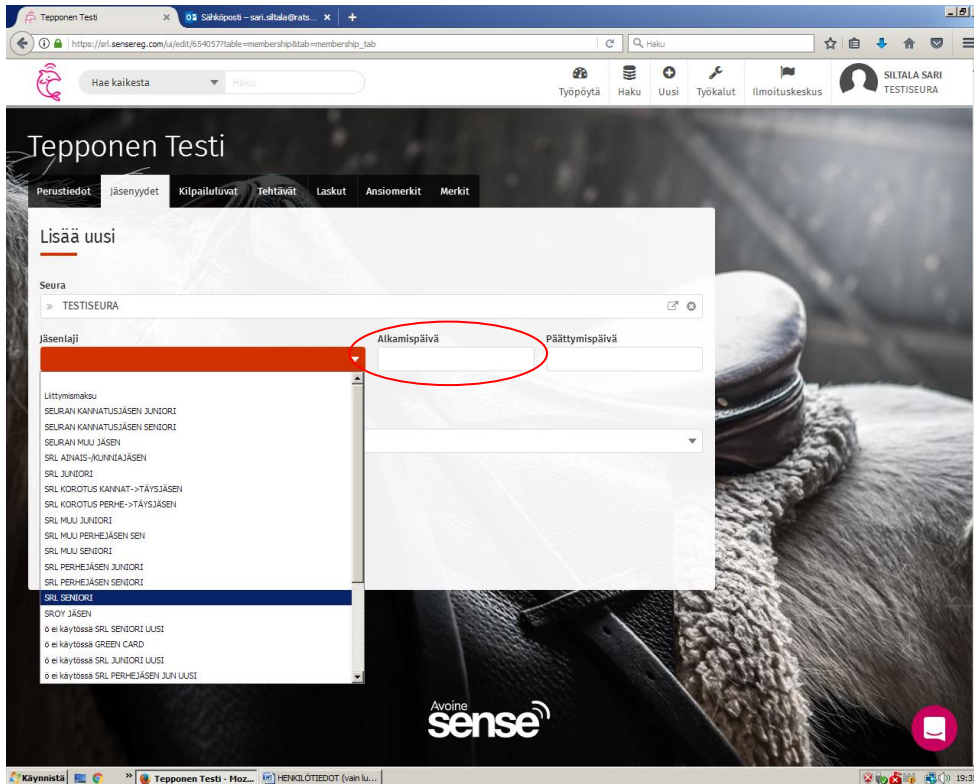 Tepponen Testi
Sähköposti – sari.siltala@rats...
https://srl.sensereg.com/ui/edit/654057?table=membership&tab=membership_tab
Haku
Hae kaikesta
Haku
Työpöytä
Haku
Uusi
Työkalut
Ilmoituskeskus
SILTALA SARI
TESTISEURA
Tepponen Testi
Perustiedot
Jäsenyydet
Kilpailuluvat
Tehtävät
Laskut
Ansiomerkit
Merkit
Lisää uusi
Seura
» TESTISEURA
Jäsenlaji
Alkamispäivä
Päättymispäivä
Liittymismaksu
SEURAN KANNATUSJÄSEN JUNIORI
SEURAN KANNATUSJÄSEN SENIORI
SEURAN MUU JÄSEN
SRL AINAIS-/KUNNIAJÄSEN
SRL JUNIORI
SRL KOROTUS KANNAT->TÄYSJÄSEN
SRL KOROTUS PERHE->TÄYSJÄSEN
SRL MUU JUNIORI
SRL MUU PERHEJÄSEN SEN
SRL MUU SENIORI
SRL PERHEJÄSEN JUNIORI
SRL PERHEJÄSEN SENIORI
SRL SENIORI
SROY JÄSEN
ö ei käytössä SRL SENIORI UUSI
ö ei käytössä GREEN CARD
ö ei käytössä SRL JUNIORI UUSI
ö ei käytössä SRL PERHEJÄSEN JUN UUSI
Avoine
sense
Käynnistä
»
Tepponen Testi - Moz...
HENKILÖTIEDOT (vain lu...